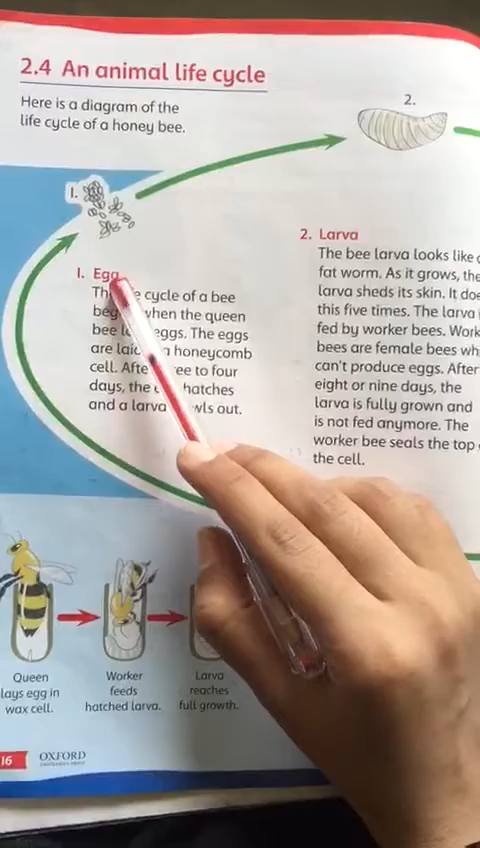 2.4 An animal life cycle
Here is a diagram of the
life cycle of a honey bee.
2.
1.
1. Egg
cycle of a bee
when the queen
bee eggs. The eggs
are honeycomb
cell. to four
days, the hatches
and a larva out.
2. Larva
The bee larva looks like
fat worm. As it grows, the
larva sheds its skin. It
this five times. The larva
fed by worker bees.
bees are female bees
can't produce eggs. After
eight or nine days, the
larva is fully grown and
is not fed anymore. The
worker bee seals the top
the cell.
Queen
lays egg in
wax cell.
Worker
feeds
hatched larva.
Larva
reaches
full growth.
16
OXFORD
UNIVERSITY PRESS